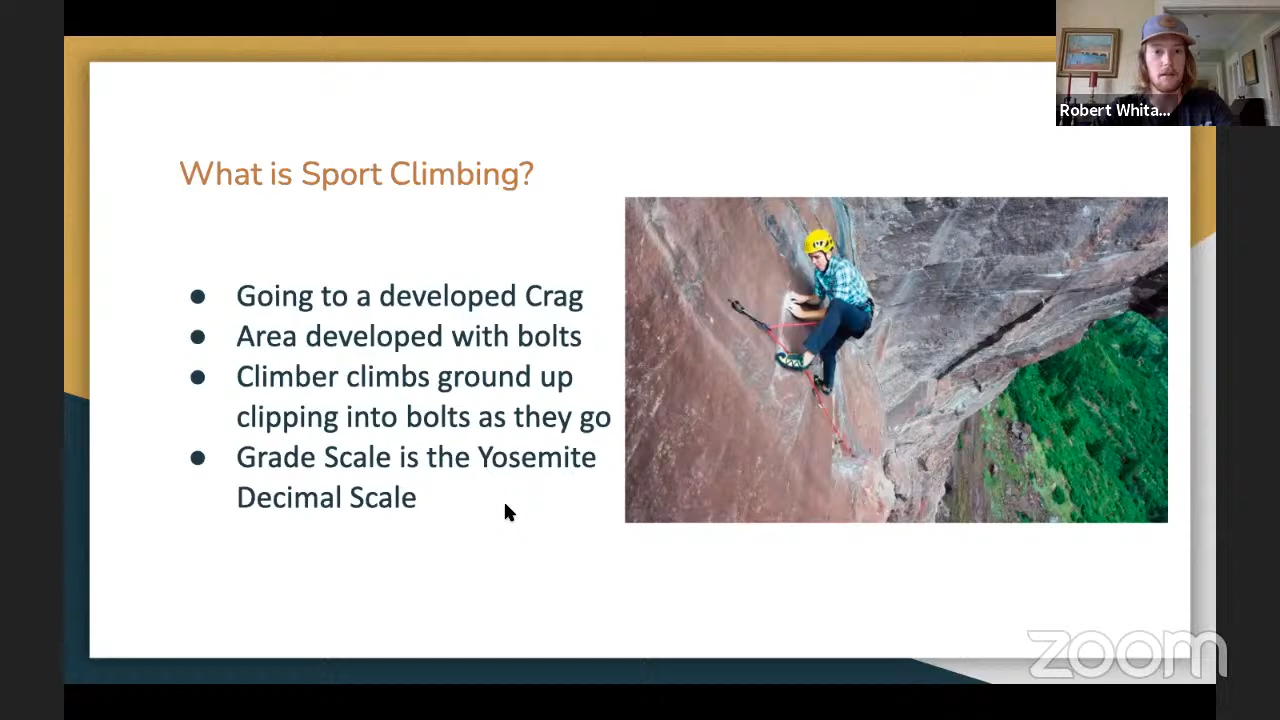 Robert Whita...
What is Sport Climbing?
● Going to a developed Crag
● Area developed with bolts
● Climber climbs ground up
clipping into bolts as they go
● Grade Scale is the Yosemite
Decimal Scale
zoom